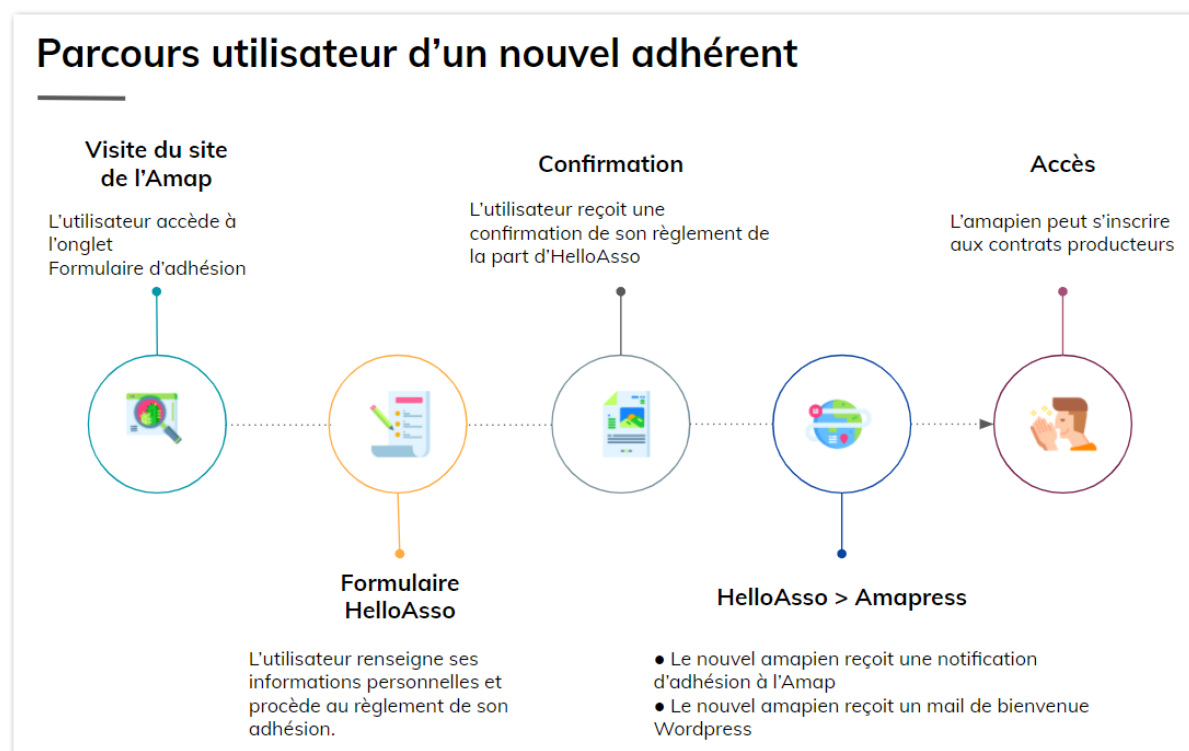 Parcours utilisateur d’un nouvel adhérent
Visite du site
de l’Amap
L’utilisateur accède à
l’onglet
Formulaire d’adhésion
Confirmation
L’utilisateur reçoit une
confirmation de son règlement de
la part d’HelloAsso
Accès
L’amapien peut s’inscrire
aux contrats producteurs
Formulaire
HelloAsso
L’utilisateur renseigne ses
informations personnelles et
procède au règlement de son
adhésion.
HelloAsso > Amapress
● Le nouvel amapien reçoit une notification
d’adhésion à l’Amap
● Le nouvel amapien reçoit un mail de bienvenue
Wordpress